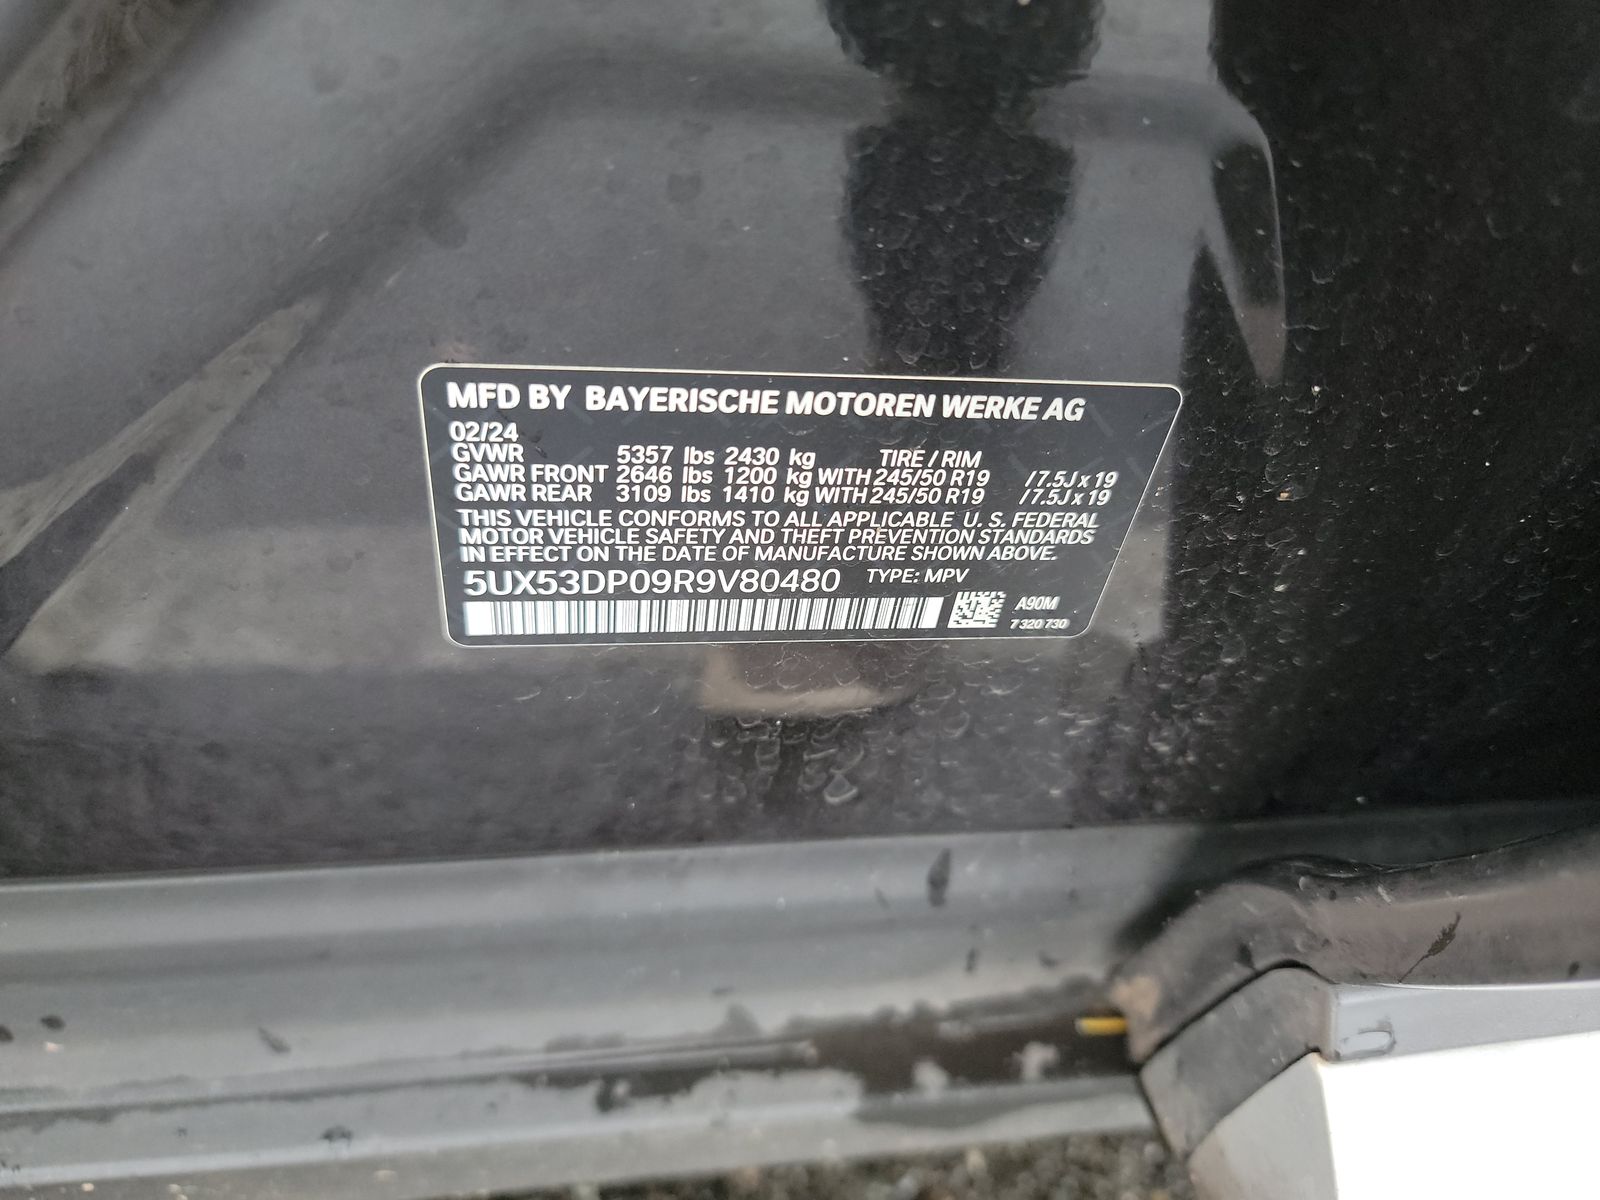 MFD BY BAYERISCHE MOTOREN WERKE AG
02/24
GVWR 5357 lbs 2430 kg TIRE / RIM
GAWR FRONT 2646 lbs 1200 kg WITH 245/50 R19 / 7.5J x 19
GAWR REAR 3109 lbs 1410 kg WITH 245/50 R19 / 7.5J x 19
THIS VEHICLE CONFORMS TO ALL APPLICABLE U. S. FEDERAL
MOTOR VEHICLE SAFETY AND THEFT PREVENTION STANDARDS
IN EFFECT ON THE DATE OF MANUFACTURE SHOWN ABOVE.
5UX53DP09R9V80480 TYPE: MPV
A90M
7 320 730